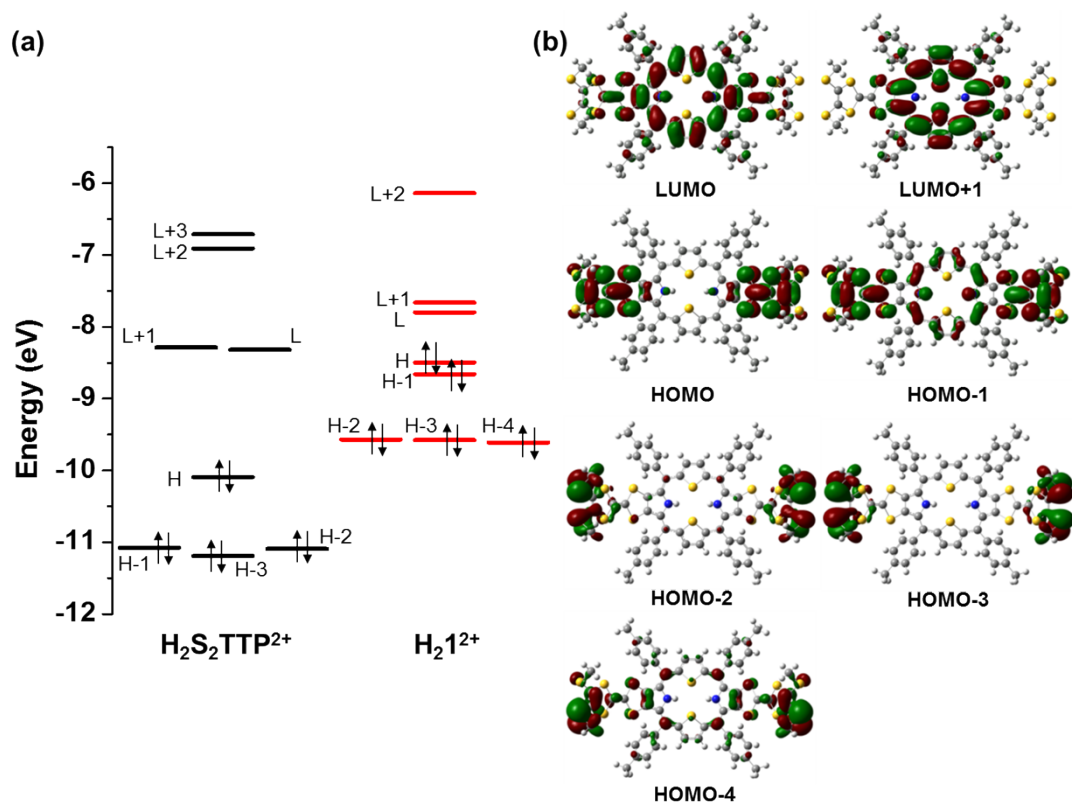 (a)
(b)
LUMO
LUMO+1
-6
L+2
L+3
-7
L+2
L+1
L
-8
L+1
L
H
H-1
HOMO
HOMO-1
-9
H-2
H-3
H-4
-10
H
-11
H-1
H-3
H-2
-12
Energy (eV)
H₂S₂TTP²⁺
H₂1²⁺
HOMO-2
HOMO-3
HOMO-4